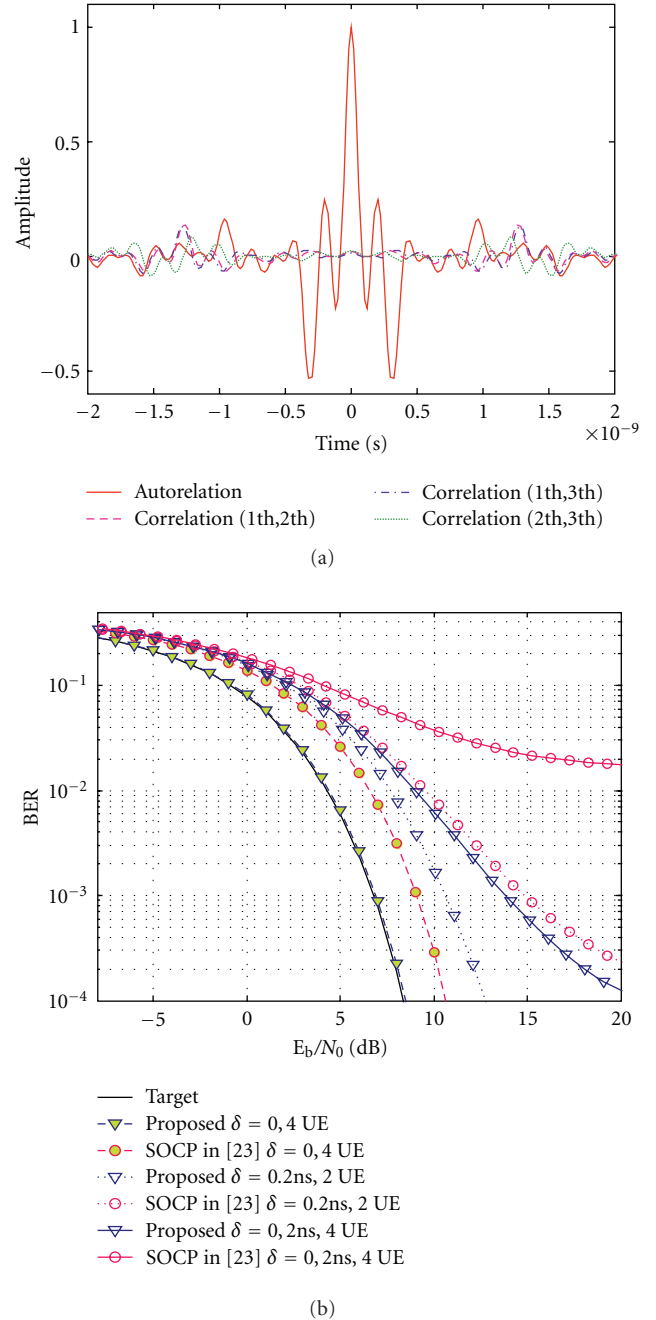 1
0.5
0
−0.5
Amplitude
−2 −1.5 −1 −0.5 0 0.5 1 1.5 2
Time (s)
×10−9
Autorelation
Correlation (1th,2th)
Correlation (1th,3th)
Correlation (2th,3th)
(a)
10−1
10−2
10−3
10−4
BER
−5 0 5 10 15 20
Eb/N0 (dB)
Target
Proposed δ = 0, 4 UE
SOCP in [23] δ = 0, 4 UE
Proposed δ = 0.2ns, 2 UE
SOCP in [23] δ = 0.2ns, 2 UE
Proposed δ = 0, 2ns, 4 UE
SOCP in [23] δ = 0, 2ns, 4 UE
(b)